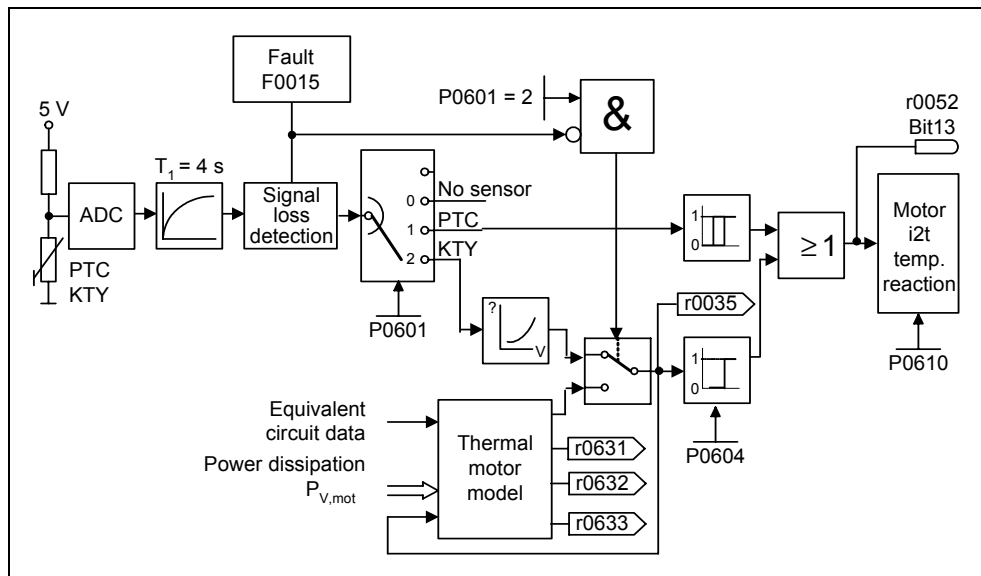 Fault
F0015
P0601 = 2
&
r0052
Bit13
5 V
T1 = 4 s
ADC
Signal
loss
detection
0
No sensor
1
PTC
2
KTY
P0601
PTC
KTY
1
0
≥1
Motor
i2t
temp.
reaction
P0610
r0035
?
V
1
0
P0604
Equivalent
circuit data
Power dissipation
PV,mot
Thermal
motor
model
r0631
r0632
r0633